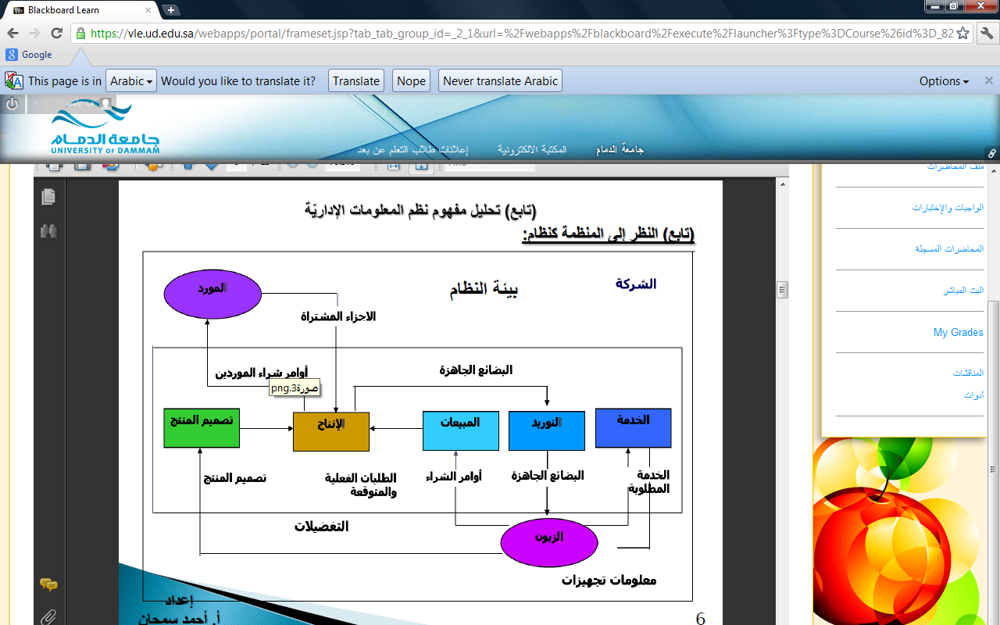 Blackboard Learn
https://vle.ud.edu.sa/webapps/portal/frameset.jsp?tab_tab_group_id=_2_1&url=%2Fwebapps%2Fblackboard%2Fexecute%2Flauncher%3Ftype%3DCourse%26id%3D_82
Google
This page is in Arabic Would you like to translate it? Translate Nope Never translate Arabic Options
جامعة الدمام
UNIVERSITY OF DAMMAM
جامعة الدمام المكتبة الالكترونية إعلانات طلاب التعلم عن بعد
ملف المحاضرات
الواجبات والإختبارات
المحاضرات المسجلة
البث المباشر
My Grades
المناقشات
أدوات
(تابع) تحليل مفهوم نظم المعلومات الإداريّة
(تابع) النظر إلى المنظمة كنظام:
الشركة
بيئة النظام
المورد
الاجزاء المشتراة
البضائع الجاهزة
أوامر شراء الموردين
صورة3.png
الخدمة
التوريد
المبيعات
الإنتاج
تصميم المنتج
الخدمة
المطلوبة
البضائع الجاهزة
أوامر الشراء
الطلبات الفعلية
والمتوقعة
تصميم المنتج
التفضيلات
الزبون
معلومات تجهيزات
إعداد
أ. أحمد سمحان
6